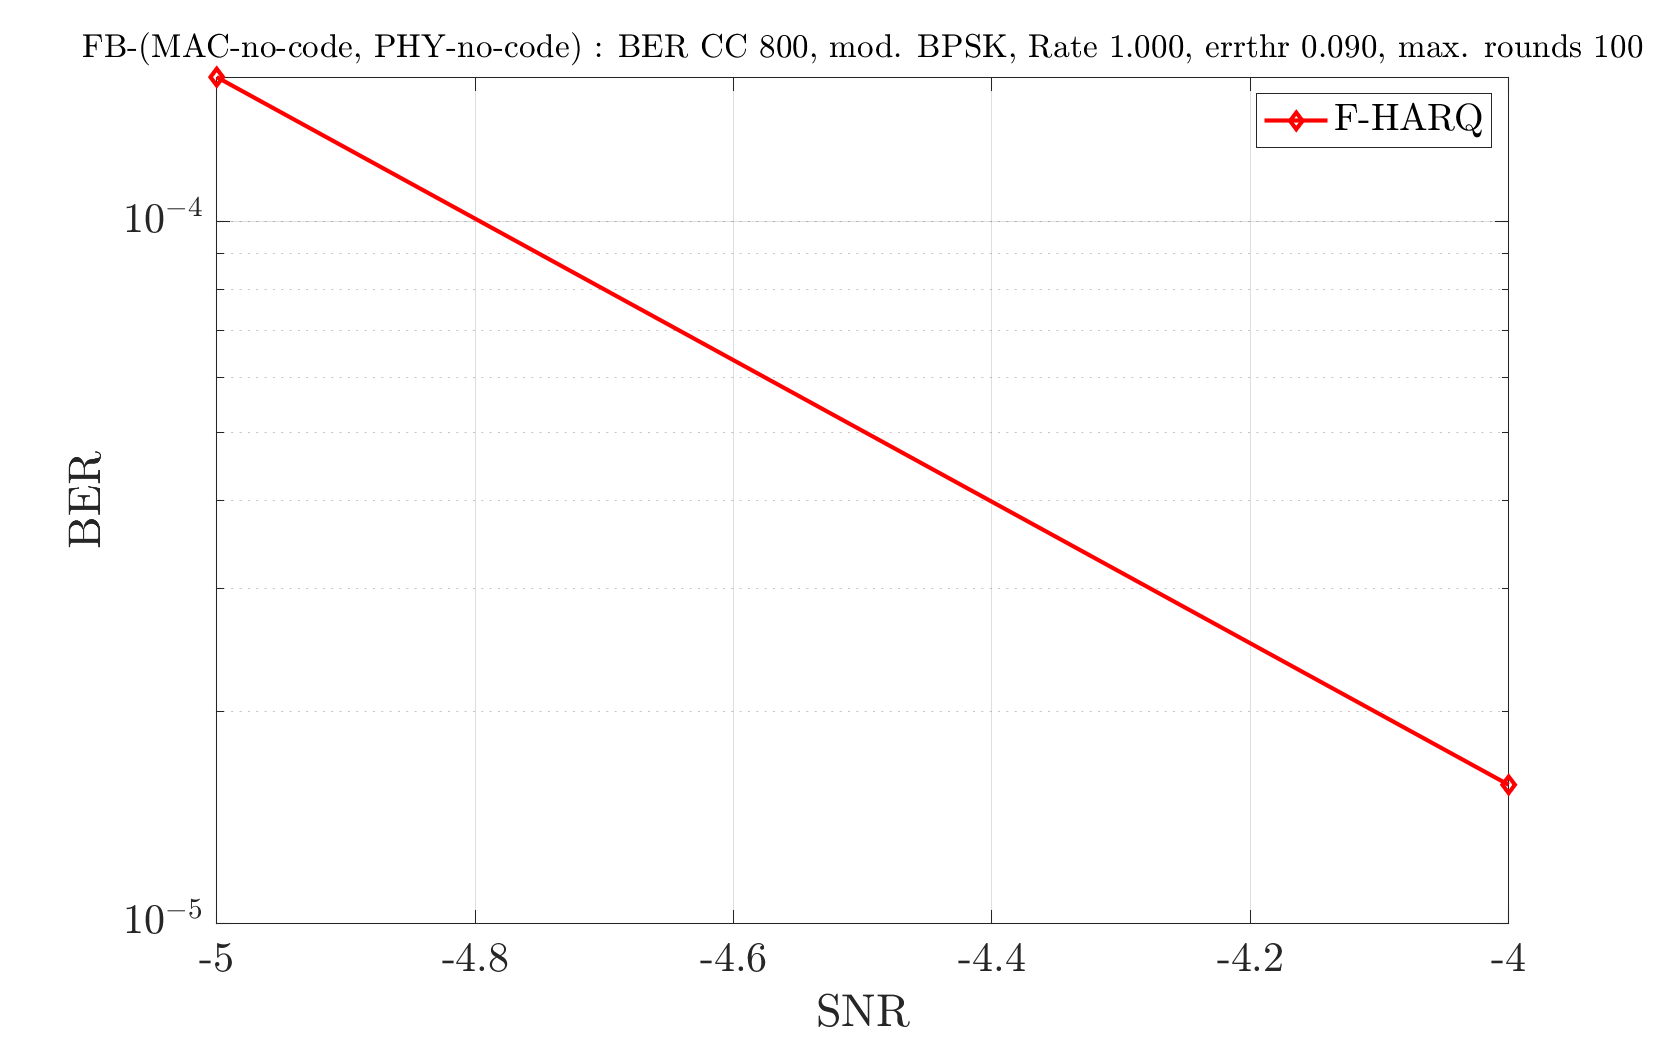 FB-(MAC-no-code, PHY-no-code) : BER CC 800, mod. BPSK, Rate 1.000, errthr 0.090, max. rounds 100
F-HARQ
10⁻⁴
BER
10⁻⁵
-5 -4.8 -4.6 -4.4 -4.2 -4
SNR